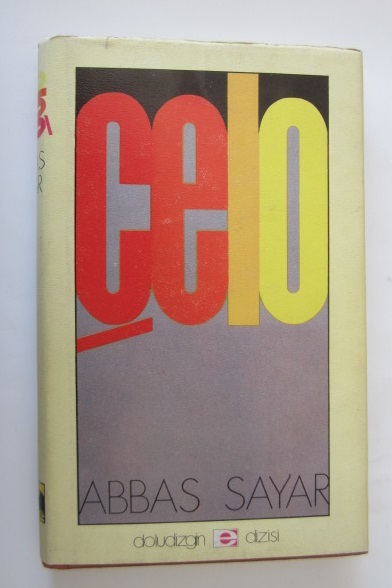 çelo
ABBAS SAYAR
doludizgin e dizisi